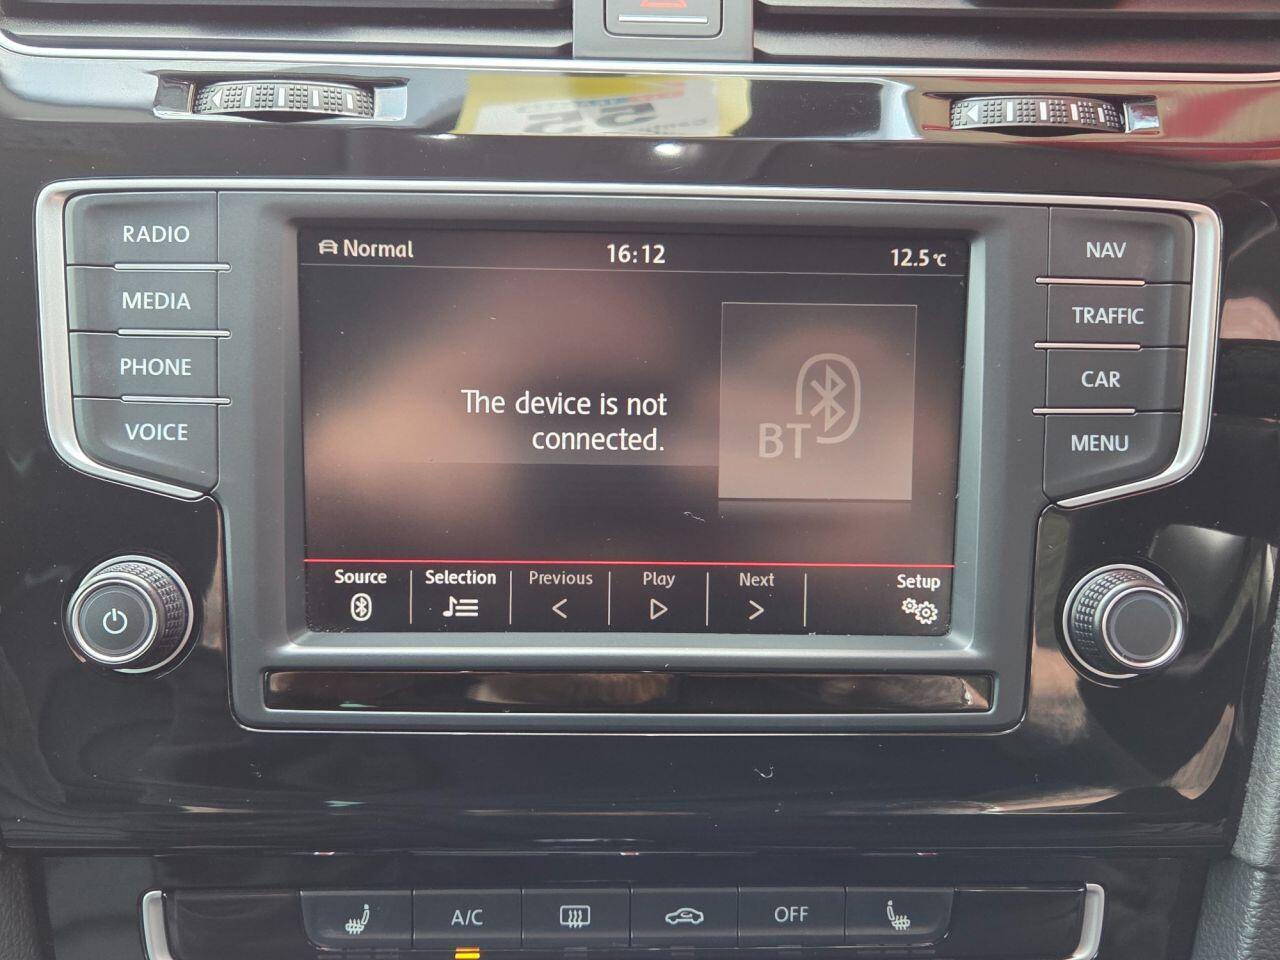 RADIO
MEDIA
PHONE
VOICE
Normal
16:12
12.5°C
The device is not
connected.
BT
Source
Selection
Previous
Play
Next
Setup
NAV
TRAFFIC
CAR
MENU
A/C
OFF